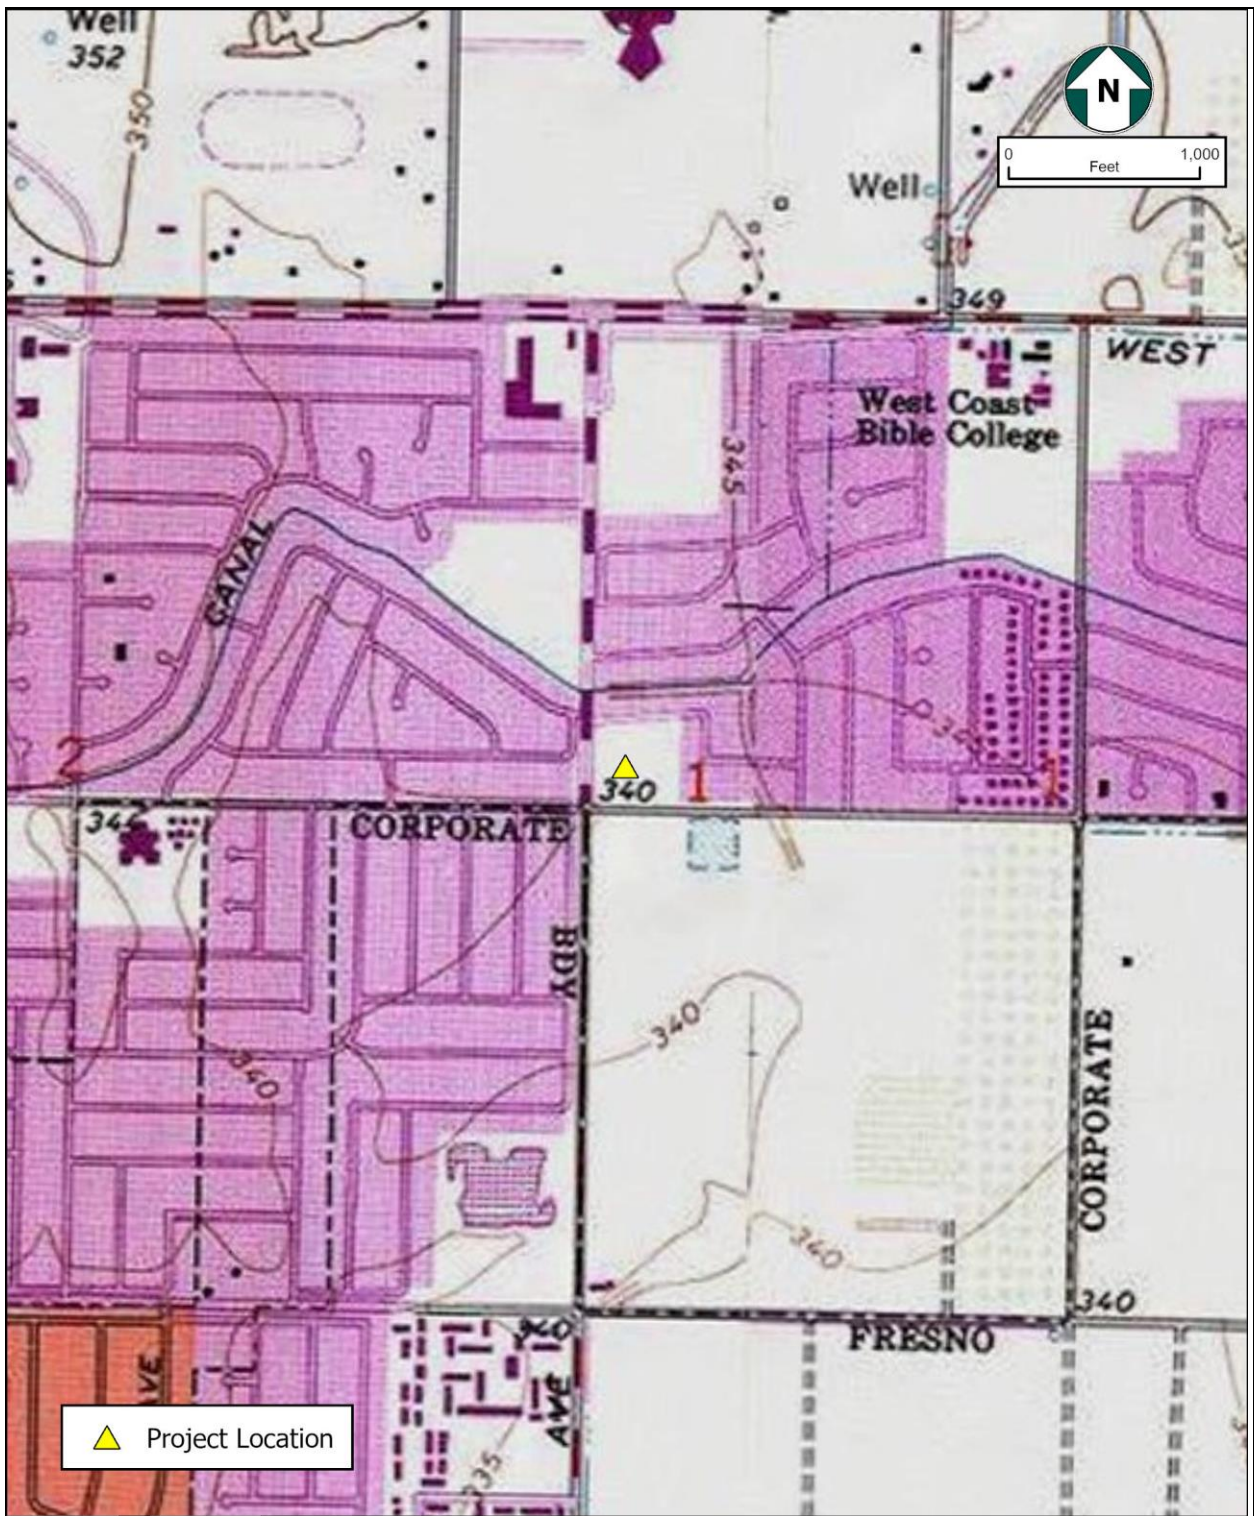 Well
352
350
N
0 1,000
Feet
Well
349
WEST
West Coast
Bible College
345
CANAL
2
340
1
1
CORPORATE
BDY
340
340
CORPORATE
340
340
FRESNO
AVE
AVE
335
Project Location